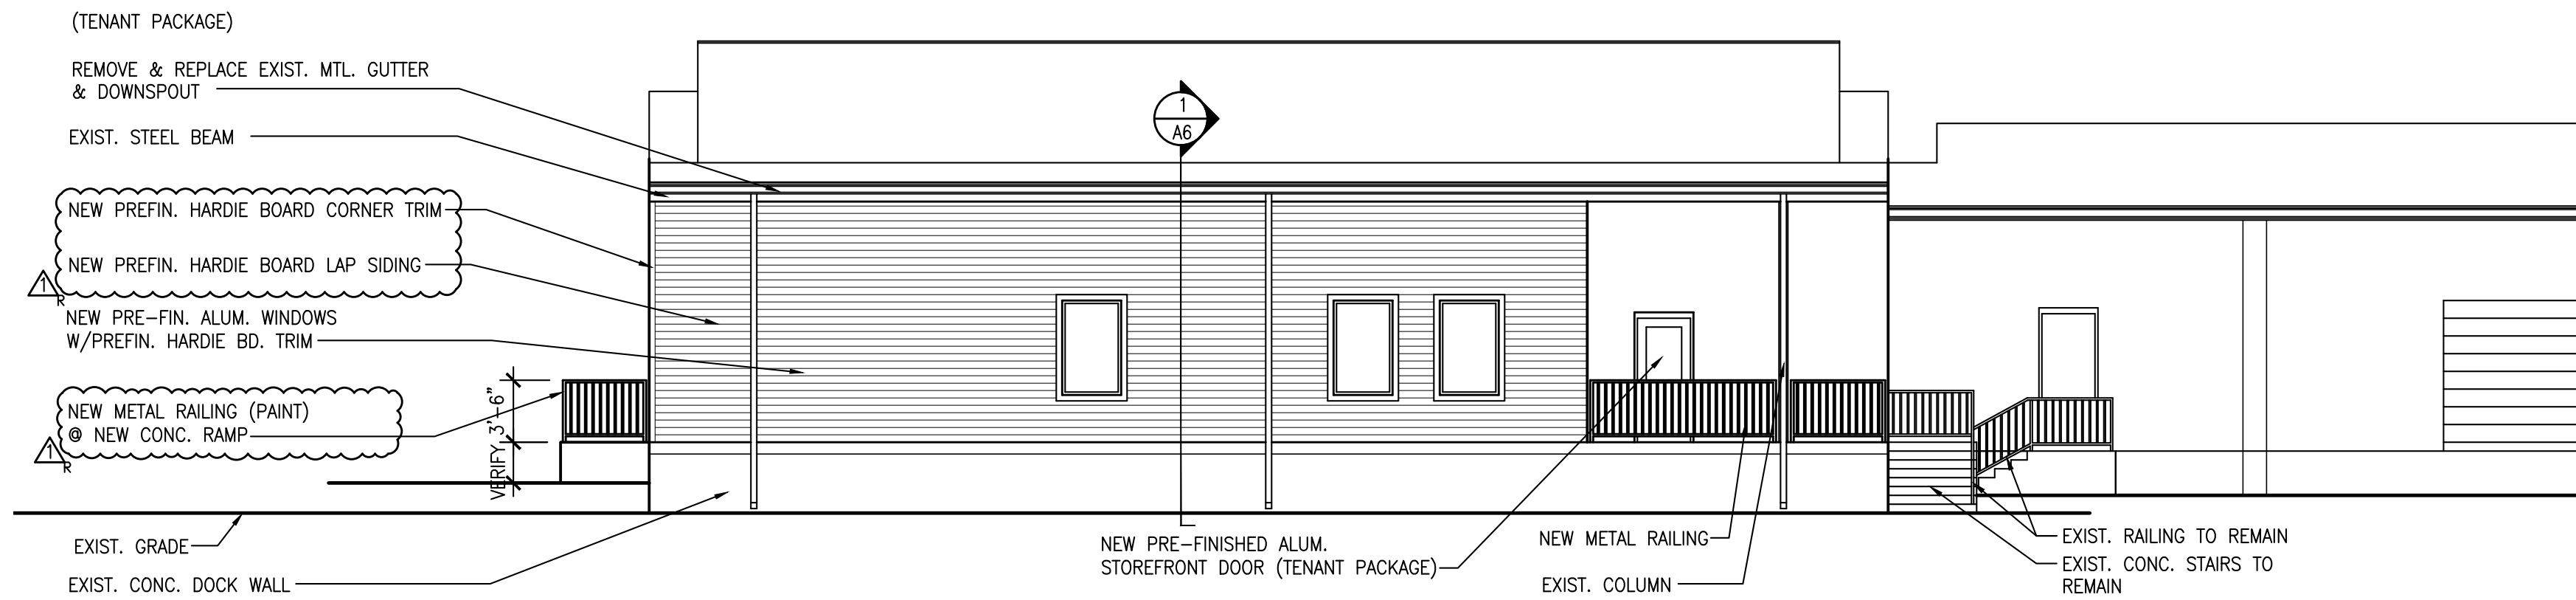 (TENANT PACKAGE)
REMOVE & REPLACE EXIST. MTL. GUTTER
& DOWNSPOUT
EXIST. STEEL BEAM
NEW PREFIN. HARDIE BOARD CORNER TRIM
NEW PREFIN. HARDIE BOARD LAP SIDING
1
R
NEW PRE-FIN. ALUM. WINDOWS
W/PREFIN. HARDIE BD. TRIM
NEW METAL RAILING (PAINT)
@ NEW CONC. RAMP
1
R
VERIFY 3'-6"
EXIST. GRADE
EXIST. CONC. DOCK WALL
1
A6
NEW PRE-FINISHED ALUM.
STOREFRONT DOOR (TENANT PACKAGE)
NEW METAL RAILING
EXIST. COLUMN
EXIST. RAILING TO REMAIN
EXIST. CONC. STAIRS TO
REMAIN